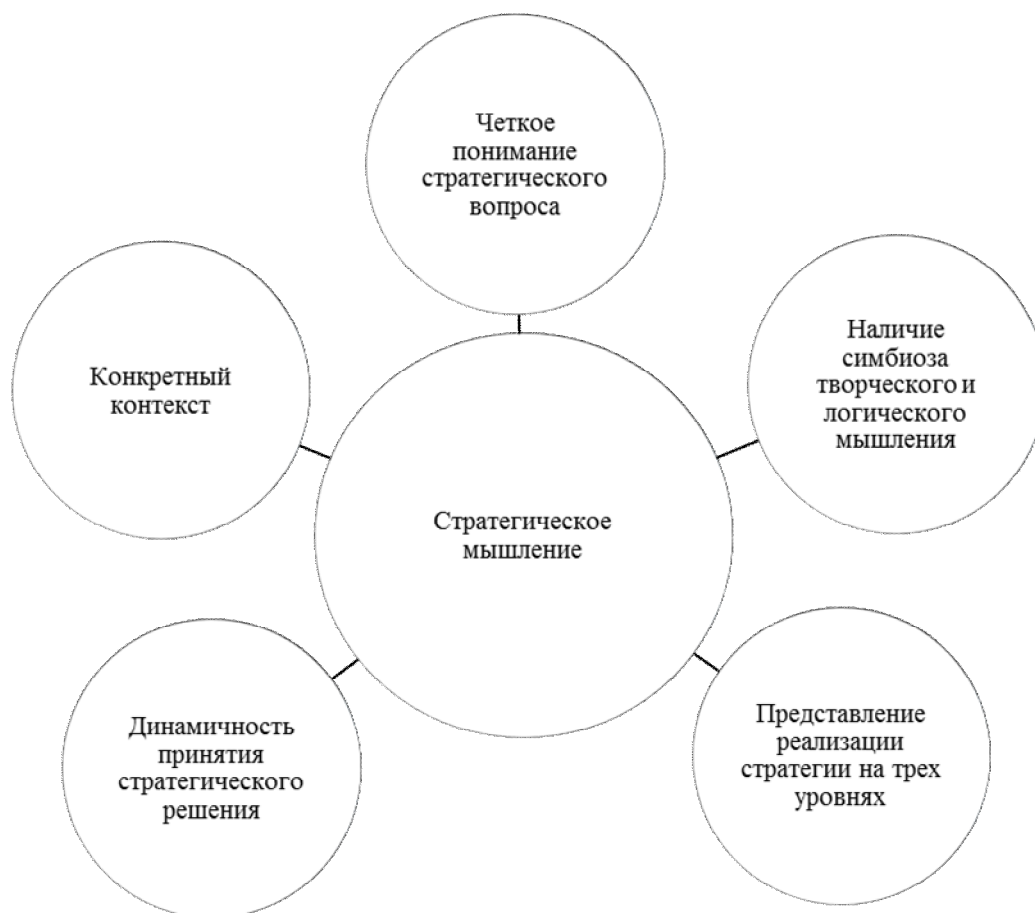 Четкое
понимание
стратегического
вопроса
Наличие
симбиоза
творческого и
логического
мышления
Конкретный
контекст
Стратегическое
мышление
Представление
реализации
стратегии на трех
уровнях
Динамичность
принятия
стратегического
решения